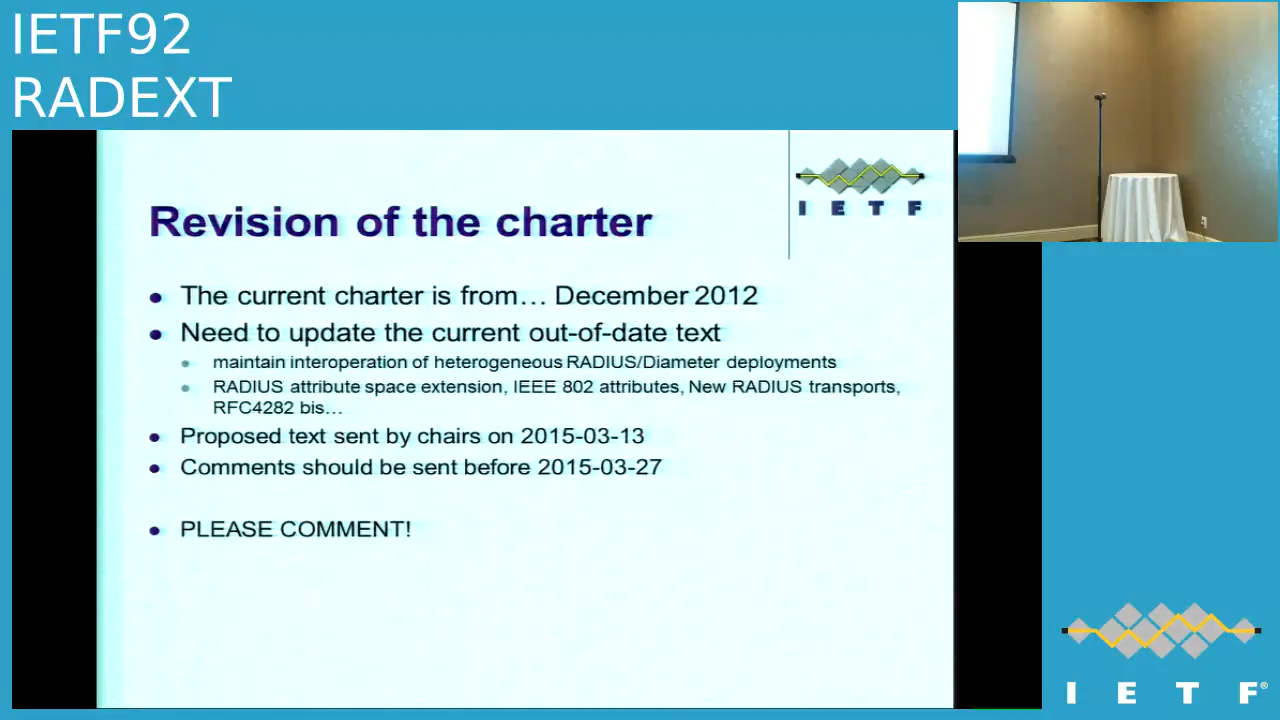 IETF92
RADEXT
I E T F
Revision of the charter
The current charter is from… December 2012
Need to update the current out-of-date text
maintain interoperation of heterogeneous RADIUS/Diameter deployments
RADIUS attribute space extension, IEEE 802 attributes, New RADIUS transports,
RFC4282 bis…
Proposed text sent by chairs on 2015-03-13
Comments should be sent before 2015-03-27
PLEASE COMMENT!
I E T F®